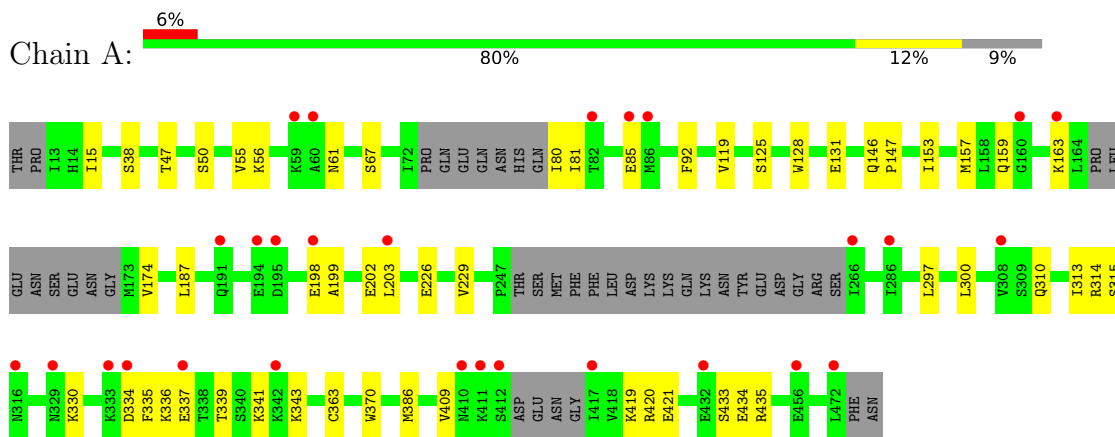 6%
Chain A:
80% 12% 9%
THR PRO I13 H14 I15 S38 T47 S50 V55 K56 K59 A60 N61 S67 I72 PRO GLN GLU GLN ASN HIS GLN I80 I81 T82 E85 M86 F92 V119 S125 W128 E131 Q146 P147 I153 M157 L158 Q159 G160 K163 L164 PRO LEU
GLU ASN SER GLU ASN GLY M173 V174 L187 Q191 E194 D195 E198 A199 E202 L203 E226 V229 P247 THR SER MET PHE PHE LEU ASP LYS LYS GLN LYS ASN TYR GLU ASP GLY ARG SER I266 I286 L297 L300 V308 S309 Q310 I313 R314 S315
N316 N329 K330 K333 D334 F335 K336 E337 T338 T339 S340 K341 K342 K343 C363 W370 M386 V409 N410 K411 S412 ASP GLU ASN GLY I417 V418 K419 R420 E421 E432 S433 E434 R435 E456 L472 PHE ASN